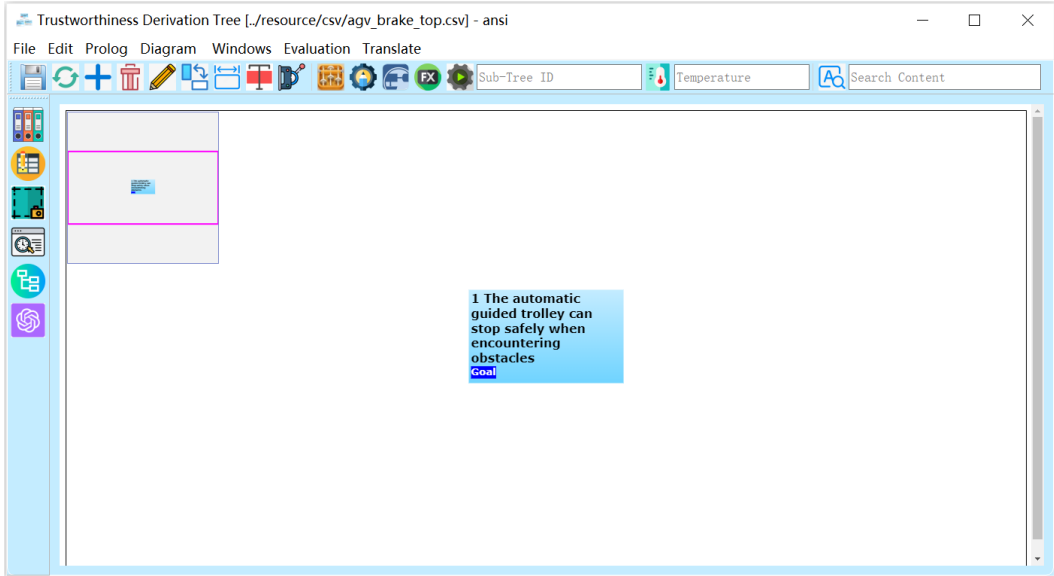 Trustworthiness Derivation Tree [../resource/csv/agv_brake_top.csv] - ansi
File Edit Prolog Diagram Windows Evaluation Translate
FX Sub-Tree ID Temperature Search Content
1 The automatic
guided trolley can
stop safely when
encountering
obstacles
Goal